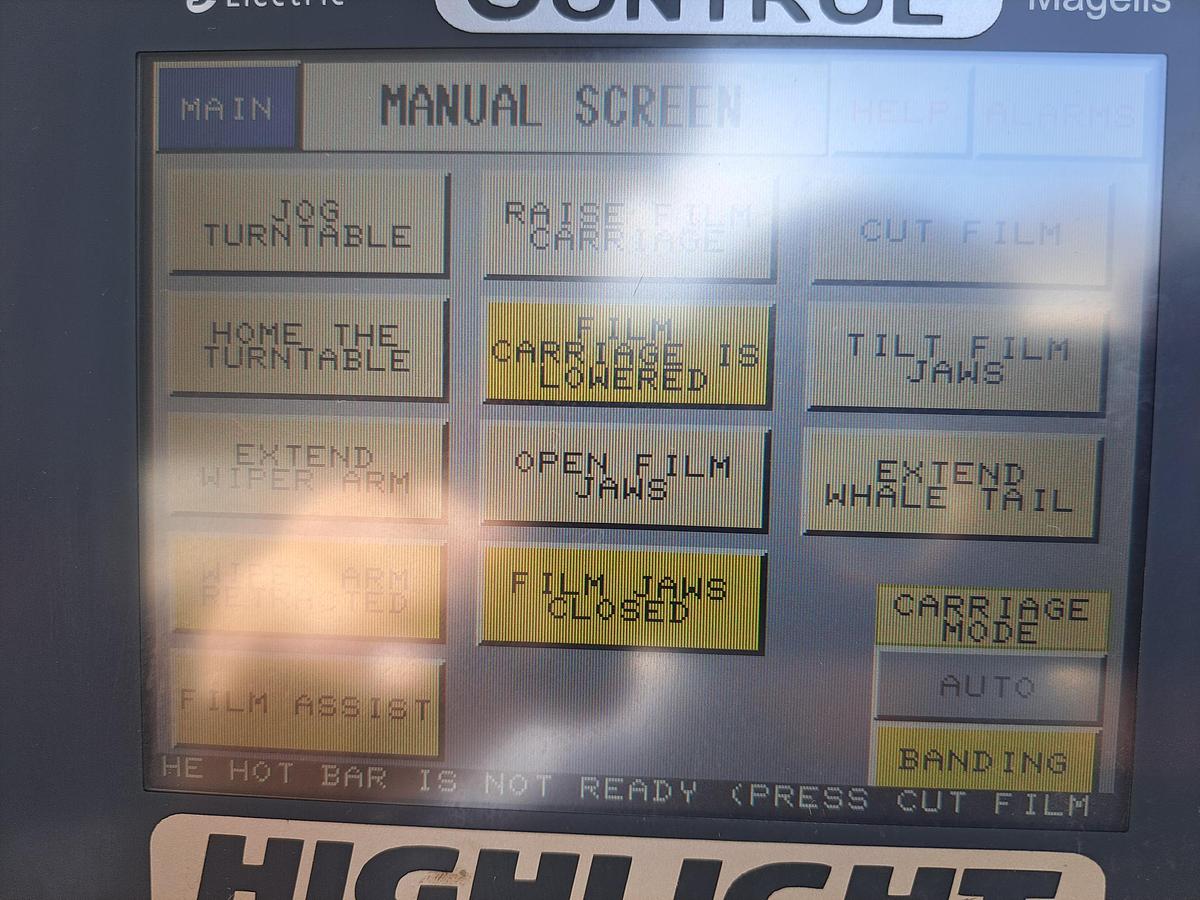 Electric
CONTROL
Magelis
MAIN
MANUAL SCREEN
HELP
ALARMS
JOG
TURNTABLE
RAISE FILM
CARRIAGE
CUT FILM
HOME THE
TURNTABLE
FILM
CARRIAGE IS
LOWERED
TILT FILM
JAWS
EXTEND
WIPER ARM
OPEN FILM
JAWS
EXTEND
WHALE TAIL
WIPER ARM
FILM JAWS
CLOSED
CARRIAGE
MODE
AUTO
FILM ASSIST
BANDING
HE HOT BAR IS NOT READY (PRESS CUT FILM
HIGHLIGHT